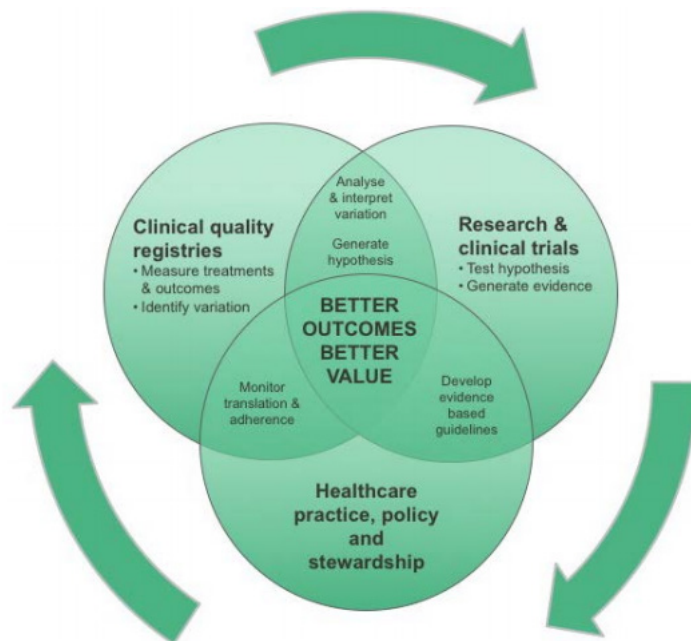 Analyse
& interpret
variation
Generate
hypothesis
Clinical quality
registries
• Measure treatments
& outcomes
• Identify variation
Research &
clinical trials
• Test hypothesis
• Generate evidence
BETTER
OUTCOMES
BETTER
VALUE
Monitor
translation &
adherence
Develop
evidence
based
guidelines
Healthcare
practice, policy
and
stewardship